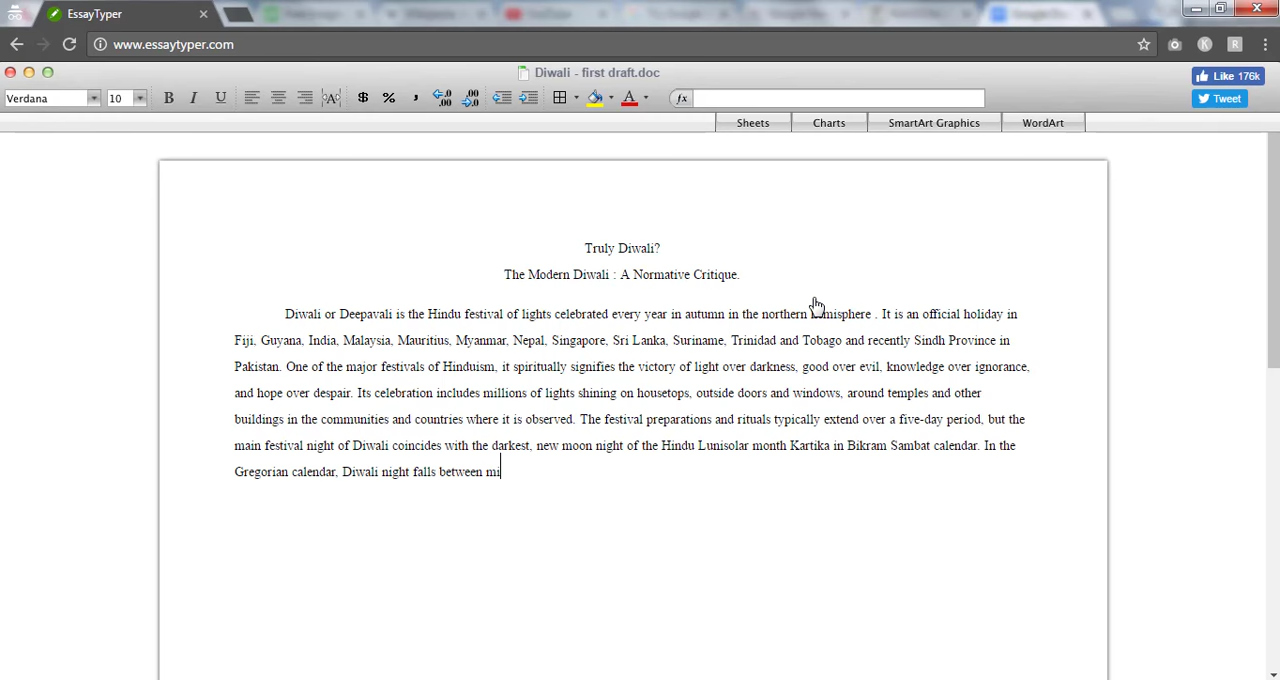 EssayTyper
www.essaytyper.com
Diwali - first draft.doc
Like 176k
Verdana 10 B I U $ % fx
Tweet
Sheets Charts SmartArt Graphics WordArt
Truly Diwali?
The Modern Diwali : A Normative Critique.
Diwali or Deepavali is the Hindu festival of lights celebrated every year in autumn in the northern hemisphere . It is an official holiday in
Fiji, Guyana, India, Malaysia, Mauritius, Myanmar, Nepal, Singapore, Sri Lanka, Suriname, Trinidad and Tobago and recently Sindh Province in
Pakistan. One of the major festivals of Hinduism, it spiritually signifies the victory of light over darkness, good over evil, knowledge over ignorance,
and hope over despair. Its celebration includes millions of lights shining on housetops, outside doors and windows, around temples and other
buildings in the communities and countries where it is observed. The festival preparations and rituals typically extend over a five-day period, but the
main festival night of Diwali coincides with the darkest, new moon night of the Hindu Lunisolar month Kartika in Bikram Sambat calendar. In the
Gregorian calendar, Diwali night falls between mi